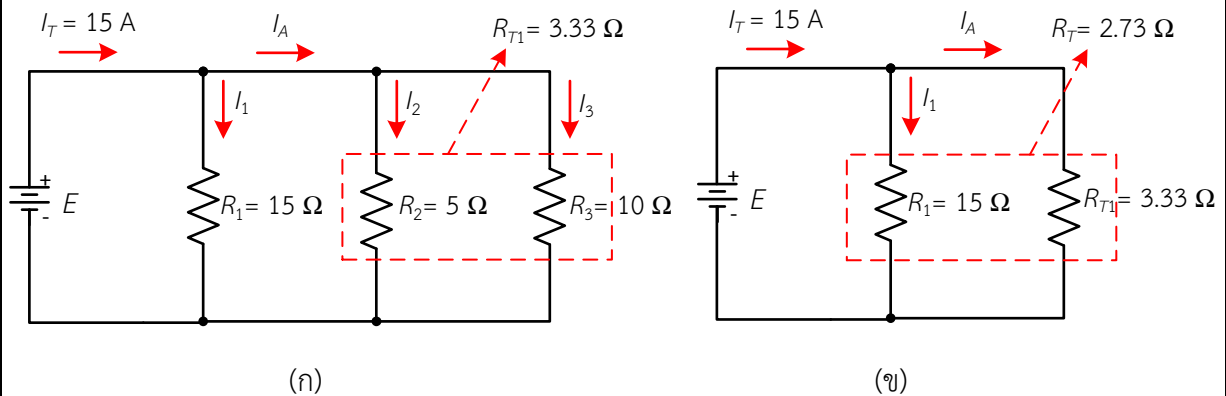 I_T = 15 A
I_A
R_T1 = 3.33 Ω
I_1
I_2
I_3
+
-
E
R_1 = 15 Ω
R_2 = 5 Ω
R_3 = 10 Ω
(ก)
I_T = 15 A
I_A
R_T = 2.73 Ω
I_1
+
-
E
R_1 = 15 Ω
R_T1 = 3.33 Ω
(ข)